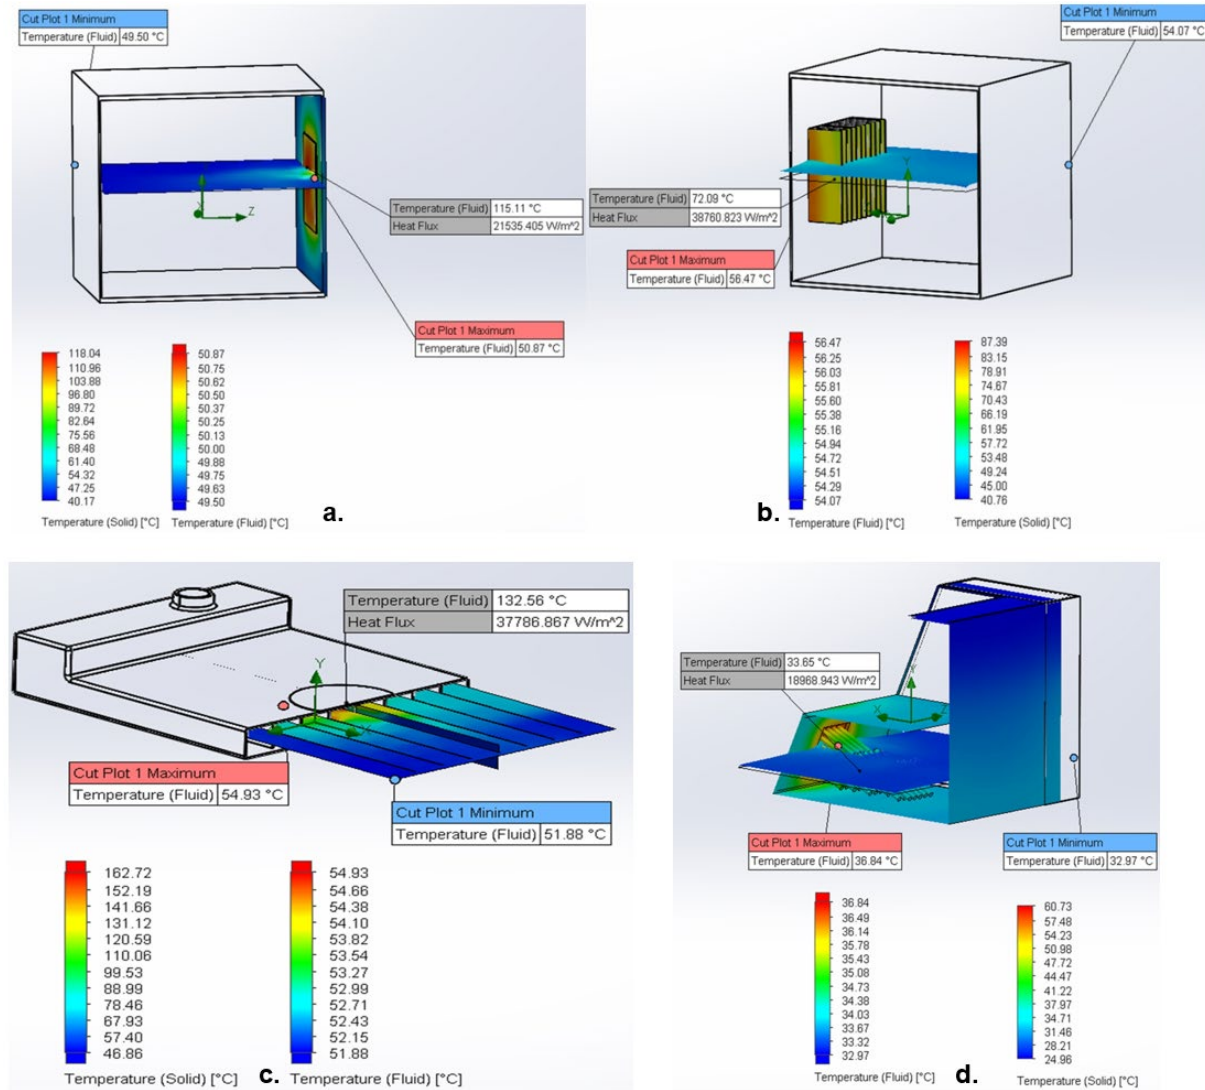 Cut Plot 1 Minimum
Temperature (Fluid) 49.50 °C
Z
Temperature (Fluid) 115.11 °C
Heat Flux 21535.405 W/m^2
Cut Plot 1 Maximum
Temperature (Fluid) 50.87 °C
118.04
110.96
103.88
96.80
89.72
82.64
75.56
68.48
61.40
54.32
47.25
40.17
Temperature (Solid) [°C]
50.87
50.75
50.62
50.50
50.37
50.25
50.13
50.00
49.88
49.75
49.63
49.50
Temperature (Fluid) [°C]
a.
Cut Plot 1 Minimum
Temperature (Fluid) 54.07 °C
Y
Temperature (Fluid) 72.09 °C
Heat Flux 38760.823 W/m^2
Cut Plot 1 Maximum
Temperature (Fluid) 56.47 °C
56.47
56.25
56.03
55.81
55.60
55.38
55.16
54.94
54.72
54.51
54.29
54.07
Temperature (Fluid) [°C]
87.39
83.15
78.91
74.67
70.43
66.19
61.95
57.72
53.48
49.24
45.00
40.76
Temperature (Solid) [°C]
b.
Temperature (Fluid) 132.56 °C
Heat Flux 37786.867 W/m^2
Y
X
Cut Plot 1 Maximum
Temperature (Fluid) 54.93 °C
Cut Plot 1 Minimum
Temperature (Fluid) 51.88 °C
162.72
152.19
141.66
131.12
120.59
110.06
99.53
88.99
78.46
67.93
57.40
46.86
Temperature (Solid) [°C]
54.93
54.66
54.38
54.10
53.82
53.54
53.27
52.99
52.71
52.43
52.15
51.88
Temperature (Fluid) [°C]
c.
Temperature (Fluid) 33.65 °C
Heat Flux 18968.943 W/m^2
Y
X
Z
Cut Plot 1 Maximum
Temperature (Fluid) 36.84 °C
Cut Plot 1 Minimum
Temperature (Fluid) 32.97 °C
36.84
36.49
36.14
35.78
35.43
35.08
34.73
34.38
34.03
33.67
33.32
32.97
Temperature (Fluid) [°C]
60.73
57.48
54.23
50.98
47.72
44.47
41.22
37.97
34.71
31.46
28.21
24.96
Temperature (Solid) [°C]
d.